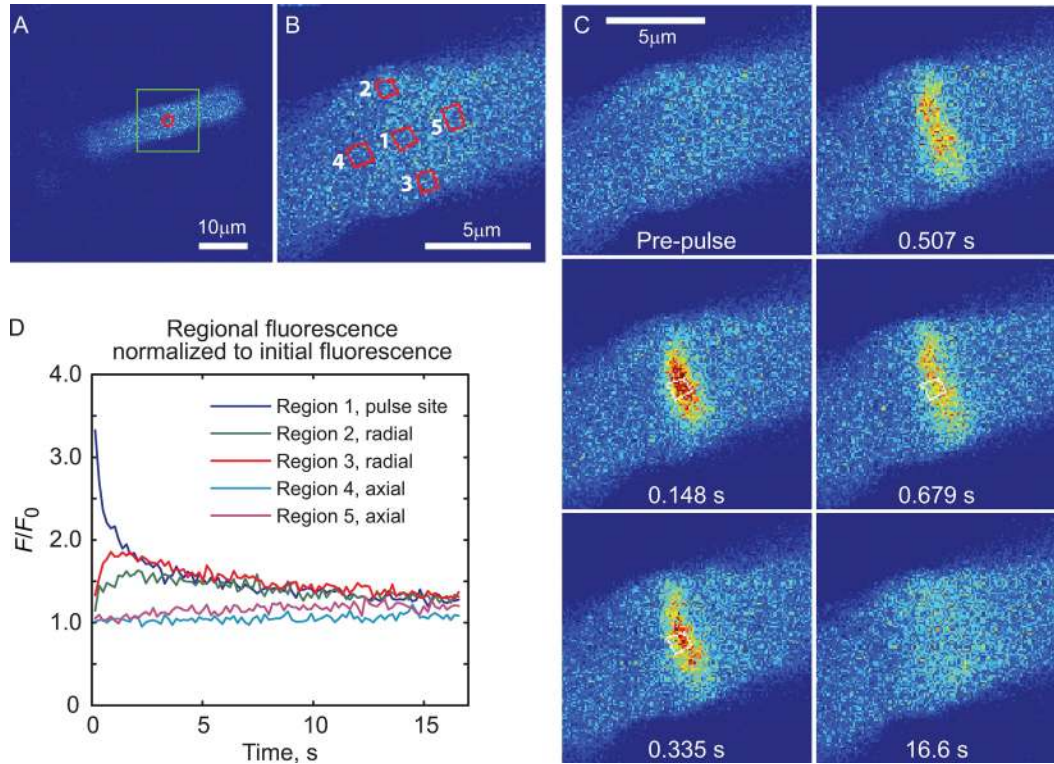 A
10μm
B
2
1
5
4
3
5μm
C
5μm
Pre-pulse
0.507 s
0.148 s
0.679 s
0.335 s
16.6 s
D
Regional fluorescence
normalized to initial fluorescence
4.0
3.0
2.0
1.0
0
F/F0
Region 1, pulse site
Region 2, radial
Region 3, radial
Region 4, axial
Region 5, axial
0
5
10
15
Time, s